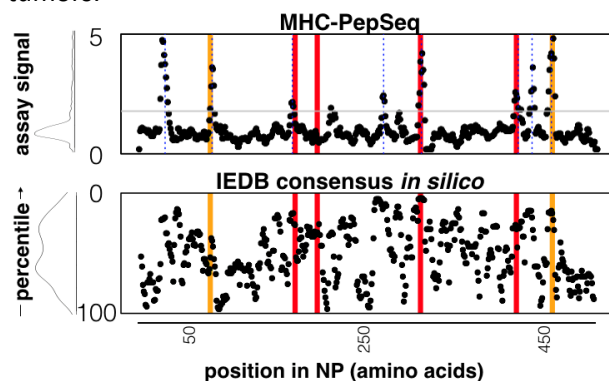 tumors.
MHC-PepSeq
5
assay signal
0
IEDB consensus in silico
0
– percentile→
100
50
250
450
position in NP (amino acids)